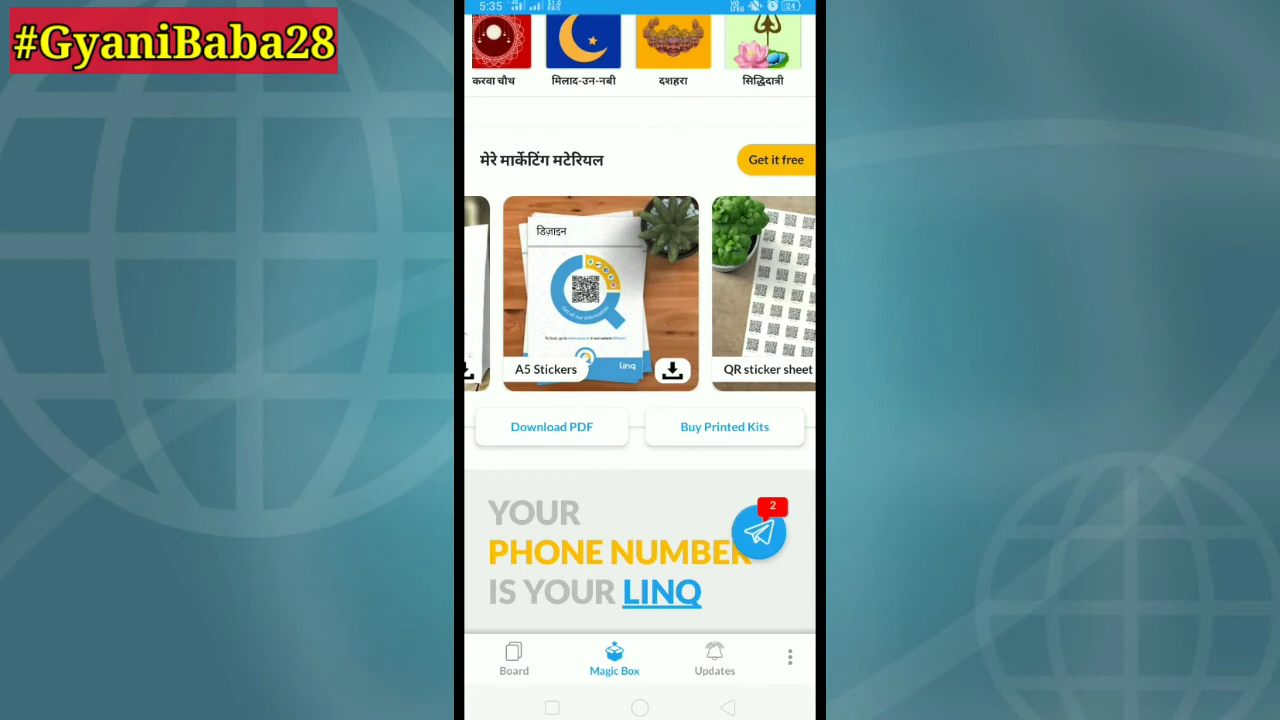 #GyaniBaba28
5:35
24
करवा चौथ
मिलाद-उन-नबी
दशहरा
सिद्धिदात्री
मेरे मार्केटिंग मटेरियल
Get it free
डिज़ाइन
linq
A5 Stickers
QR sticker sheet
Download PDF
Buy Printed Kits
2
YOUR
PHONE NUMBER
IS YOUR LINQ
Board
Magic Box
Updates